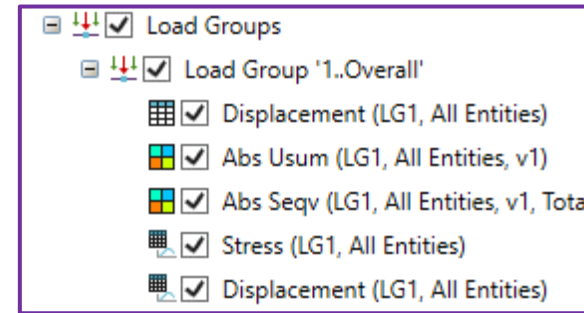 Load Groups
Load Group '1..Overall'
Displacement (LG1, All Entities)
Abs Usum (LG1, All Entities, v1)
Abs Seqv (LG1, All Entities, v1, Tota
Stress (LG1, All Entities)
Displacement (LG1, All Entities)